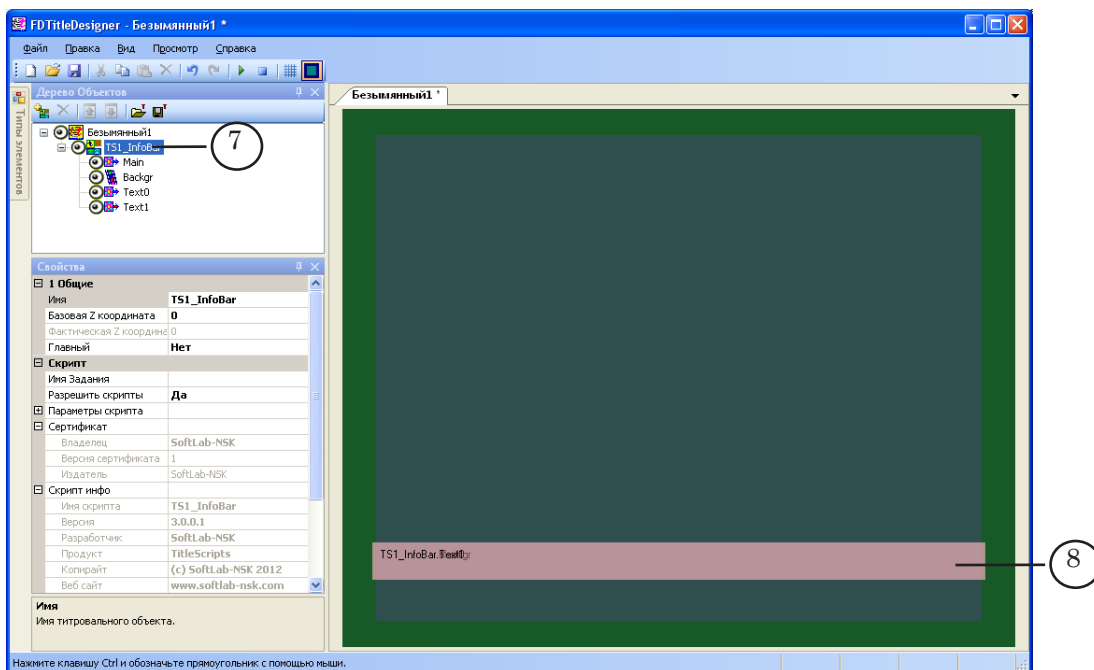 FDTitleDesigner - Безымянный1 *
Файл Правка Вид Просмотр Справка
Дерево Объектов
Типы элементов
Безымянный1
TS1_InfoBar
Main
Backgr
Text0
Text1
7
Свойства
1 Общие
Имя TS1_InfoBar
Базовая Z координата 0
Фактическая Z координа 0
Главный Нет
Скрипт
Имя Задания
Разрешить скрипты Да
Параметры скрипта
Сертификат
Владелец SoftLab-NSK
Версия сертификата 1
Издатель SoftLab-NSK
Скрипт инфо
Имя скрипта TS1_InfoBar
Версия 3.0.0.1
Разработчик SoftLab-NSK
Продукт TitleScripts
Копирайт (c) SoftLab-NSK 2012
Веб сайт www.softlab-nsk.com
Имя
Имя титровального объекта.
Безымянный1 *
TS1_InfoBar.
8
Нажмите клавишу Ctrl и обозначьте прямоугольник с помощью мыши.